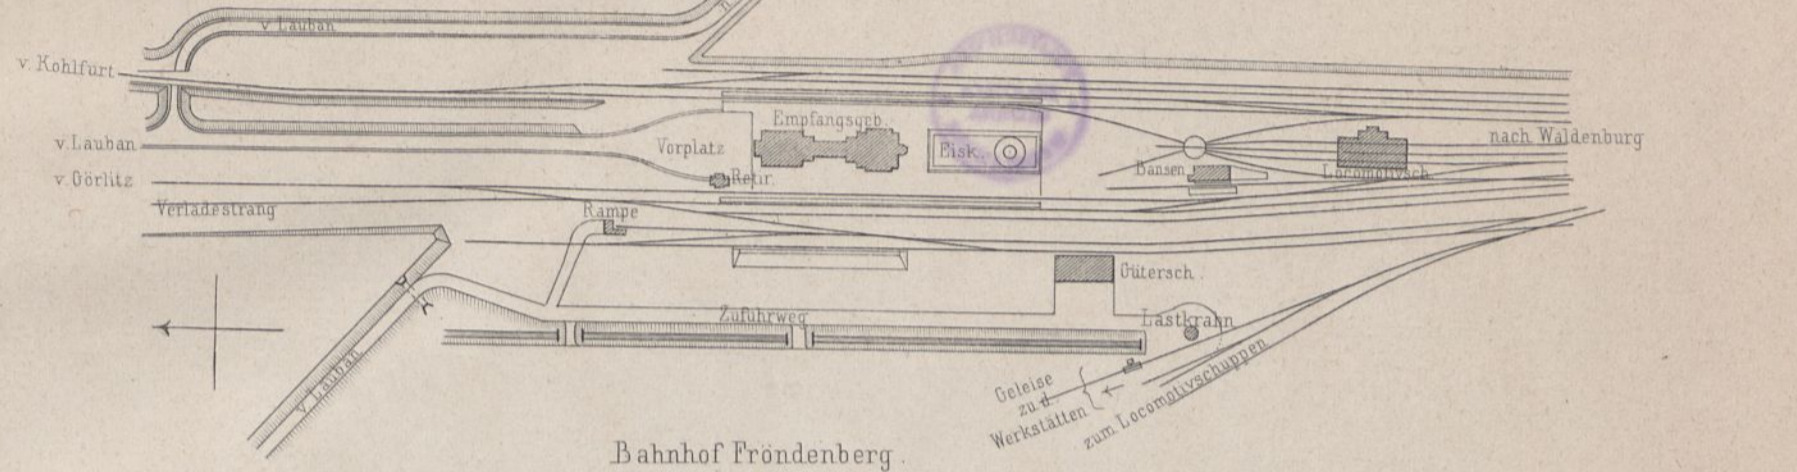 v. Lauban
v. Kohlfurt
Empfangsgeb.
v. Lauban
Vorplatz
Eisk.
nach Waldenburg
Bansen
Locomotivsch.
v. Görlitz
Retir.
Verladestrang
Rampe
Gütersch.
Zufuhrweg
Lastkrahn
v. Lauban
Geleise
zu d.
Werkstätten
zum Locomotivschuppen
Bahnhof Fröndenberg.